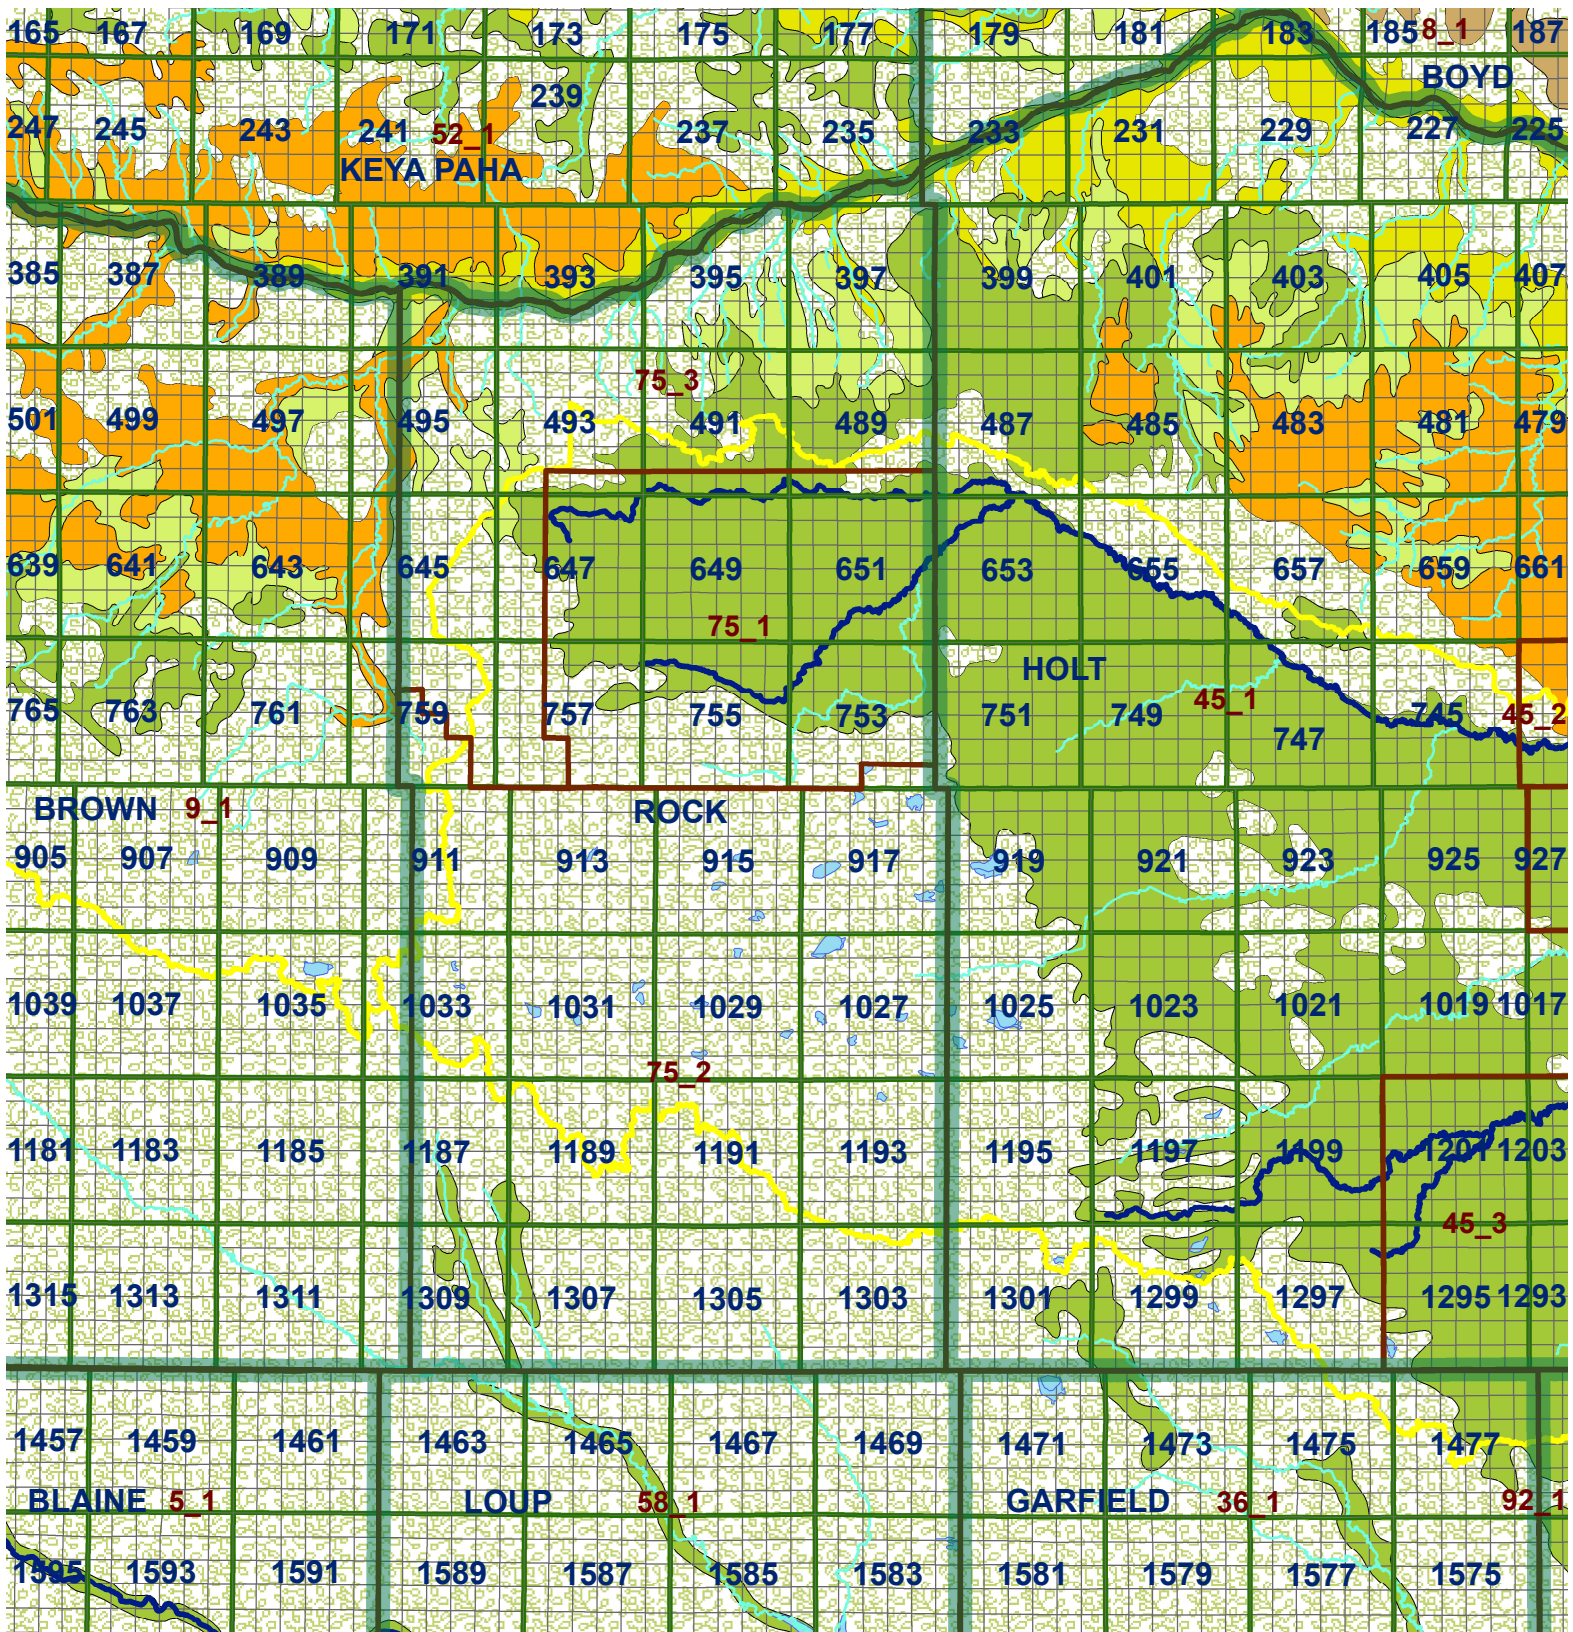 165 167 169 171 173 175 177 179 181 183 185 8_1 187
BOYD
239
247 245 243 241 52_1 237 235 233 231 229 227 225
KEYA PAHA
385 387 389 391 393 395 397 399 401 403 405 407
75_3
501 499 497 495 493 491 489 487 485 483 481 479
639 641 643 645 647 649 651 653 655 657 659 661
75_1
HOLT
45_1
765 763 761 759 757 755 753 751 749 745 45_2
747
BROWN 9_1 ROCK
905 907 909 911 913 915 917 919 921 923 925 927
1039 1037 1035 1033 1031 1029 1027 1025 1023 1021 1019 1017
75_2
1181 1183 1185 1187 1189 1191 1193 1195 1197 1199 1201 1203
45_3
1315 1313 1311 1309 1307 1305 1303 1301 1299 1297 1295 1293
1457 1459 1461 1463 1465 1467 1469 1471 1473 1475 1477
BLAINE 5_1 LOUP 58_1 GARFIELD 36_1 92_1
1595 1593 1591 1589 1587 1585 1583 1581 1579 1577 1575